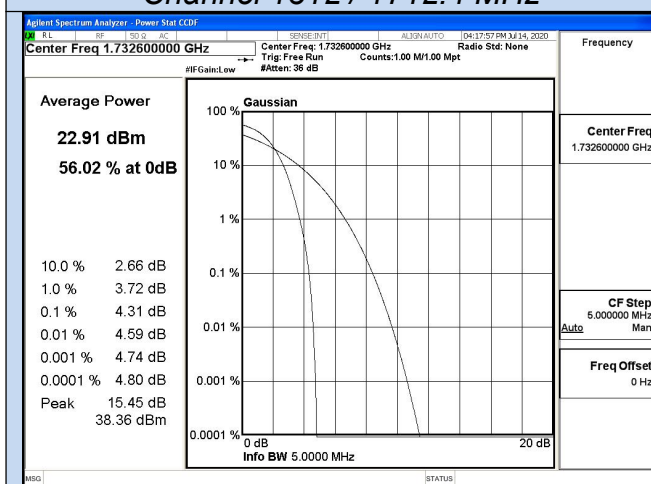 Agilent Spectrum Analyzer - Power Stat CCDF
RL RF 50 Ω AC SENSE:INT ALIGN AUTO 04:17:57 PM Jul 14, 2020
Center Freq 1.732600000 GHz
Center Freq: 1.732600000 GHz Radio Std: None
Trig: Free Run Counts:1.00 M/1.00 Mpt
#IFGain:Low #Atten: 36 dB
Frequency
Average Power
22.91 dBm
56.02 % at 0dB
10.0 % 2.66 dB
1.0 % 3.72 dB
0.1 % 4.31 dB
0.01 % 4.59 dB
0.001 % 4.74 dB
0.0001 % 4.80 dB
Peak 15.45 dB
38.36 dBm
Gaussian
100 %
10 %
1 %
0.1 %
0.01 %
0.001 %
0.0001 %
0 dB 20 dB
Info BW 5.0000 MHz
Center Freq
1.732600000 GHz
CF Step
5.000000 MHz
Auto Man
Freq Offset
0 Hz
MSG STATUS